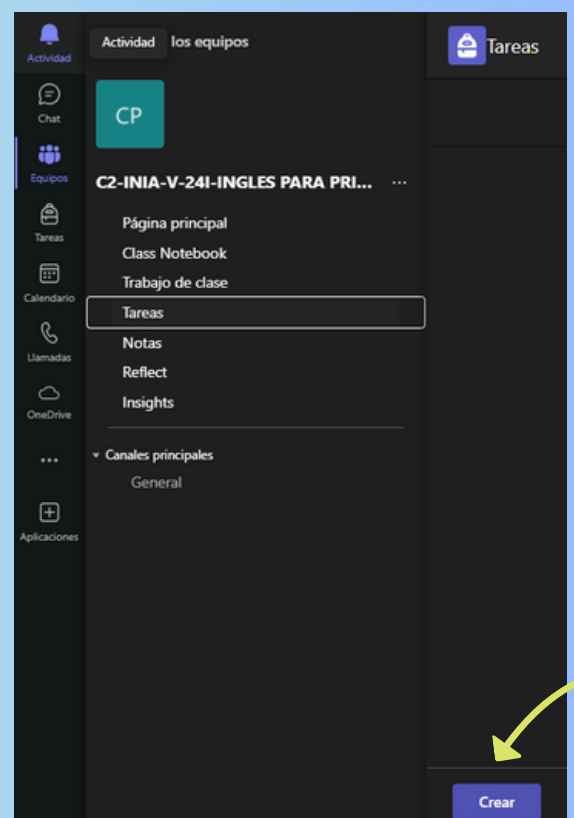 Actividad
Chat
Equipos
Tareas
Calendario
Llamadas
OneDrive
Aplicaciones
Actividad los equipos
CP
C2-INIA-V-24I-INGLES PARA PRI...
Página principal
Class Notebook
Trabajo de clase
Tareas
Notas
Reflect
Insights
Canales principales
General
Tareas
Crear